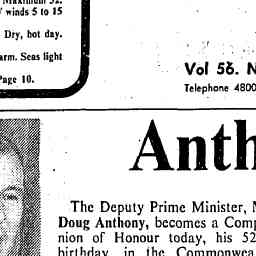 Maximum 32.
winds 5 to 15
Dry, hot day.
arm. Seas light
Page 10.
Vol 56. N
Telephone 4800
Anth
The Deputy Prime Minister, M
Doug Anthony, becomes a Comp
nion of Honour today, his 52
birthday, in the Commonwea